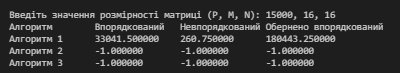 Введіть значення розмірності матриці (P, M, N): 15000, 16, 16
Алгоритм Впорядкований Невпорядкований Обернено впорядкований
Алгоритм 1 33041.500000 260.750000 180443.250000
Алгоритм 2 -1.000000 -1.000000 -1.000000
Алгоритм 3 -1.000000 -1.000000 -1.000000